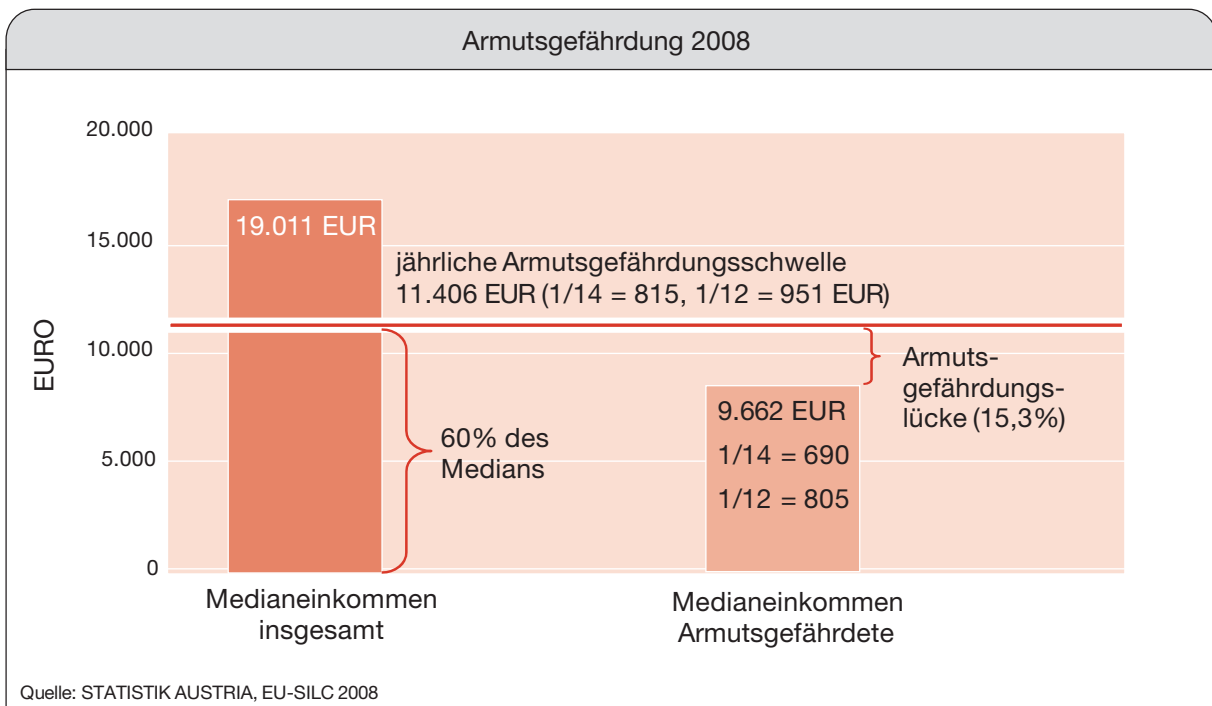 Armutsgefährdung 2008
20.000
15.000
10.000
5.000
0
EURO
19.011 EUR
jährliche Armutsgefährdungsschwelle
11.406 EUR (1/14 = 815, 1/12 = 951 EUR)
60% des
Medians
9.662 EUR
1/14 = 690
1/12 = 805
Armuts-
gefährdungs-
lücke (15,3%)
Medianeinkommen
insgesamt
Medianeinkommen
Armutsgefährdete
Quelle: STATISTIK AUSTRIA, EU-SILC 2008